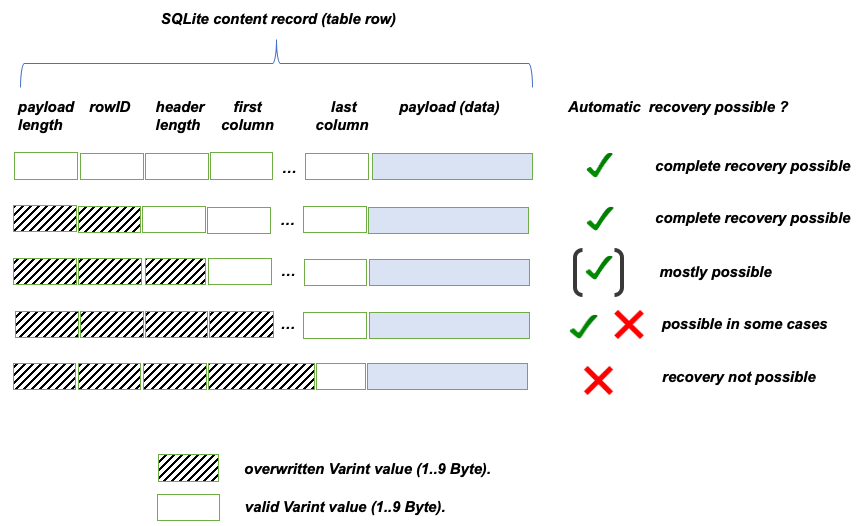 SQLite content record (table row)
payload rowID header first last payload (data) Automatic recovery possible ?
length length column column
... complete recovery possible
... complete recovery possible
... mostly possible
... possible in some cases
recovery not possible
overwritten Varint value (1..9 Byte).
valid Varint value (1..9 Byte).